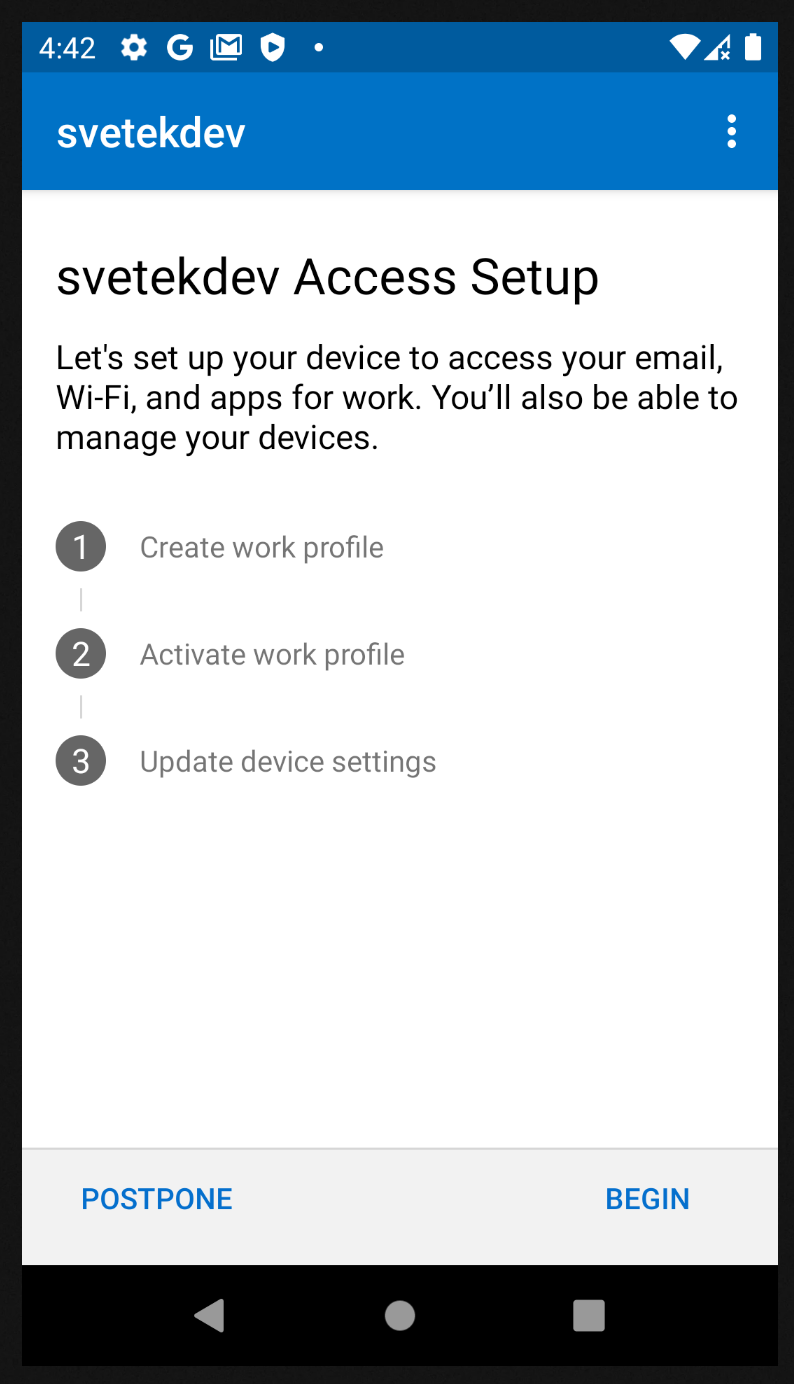 4:42
svetekdev
svetekdev Access Setup
Let's set up your device to access your email,
Wi-Fi, and apps for work. You’ll also be able to
manage your devices.
1 Create work profile
2 Activate work profile
3 Update device settings
POSTPONE BEGIN